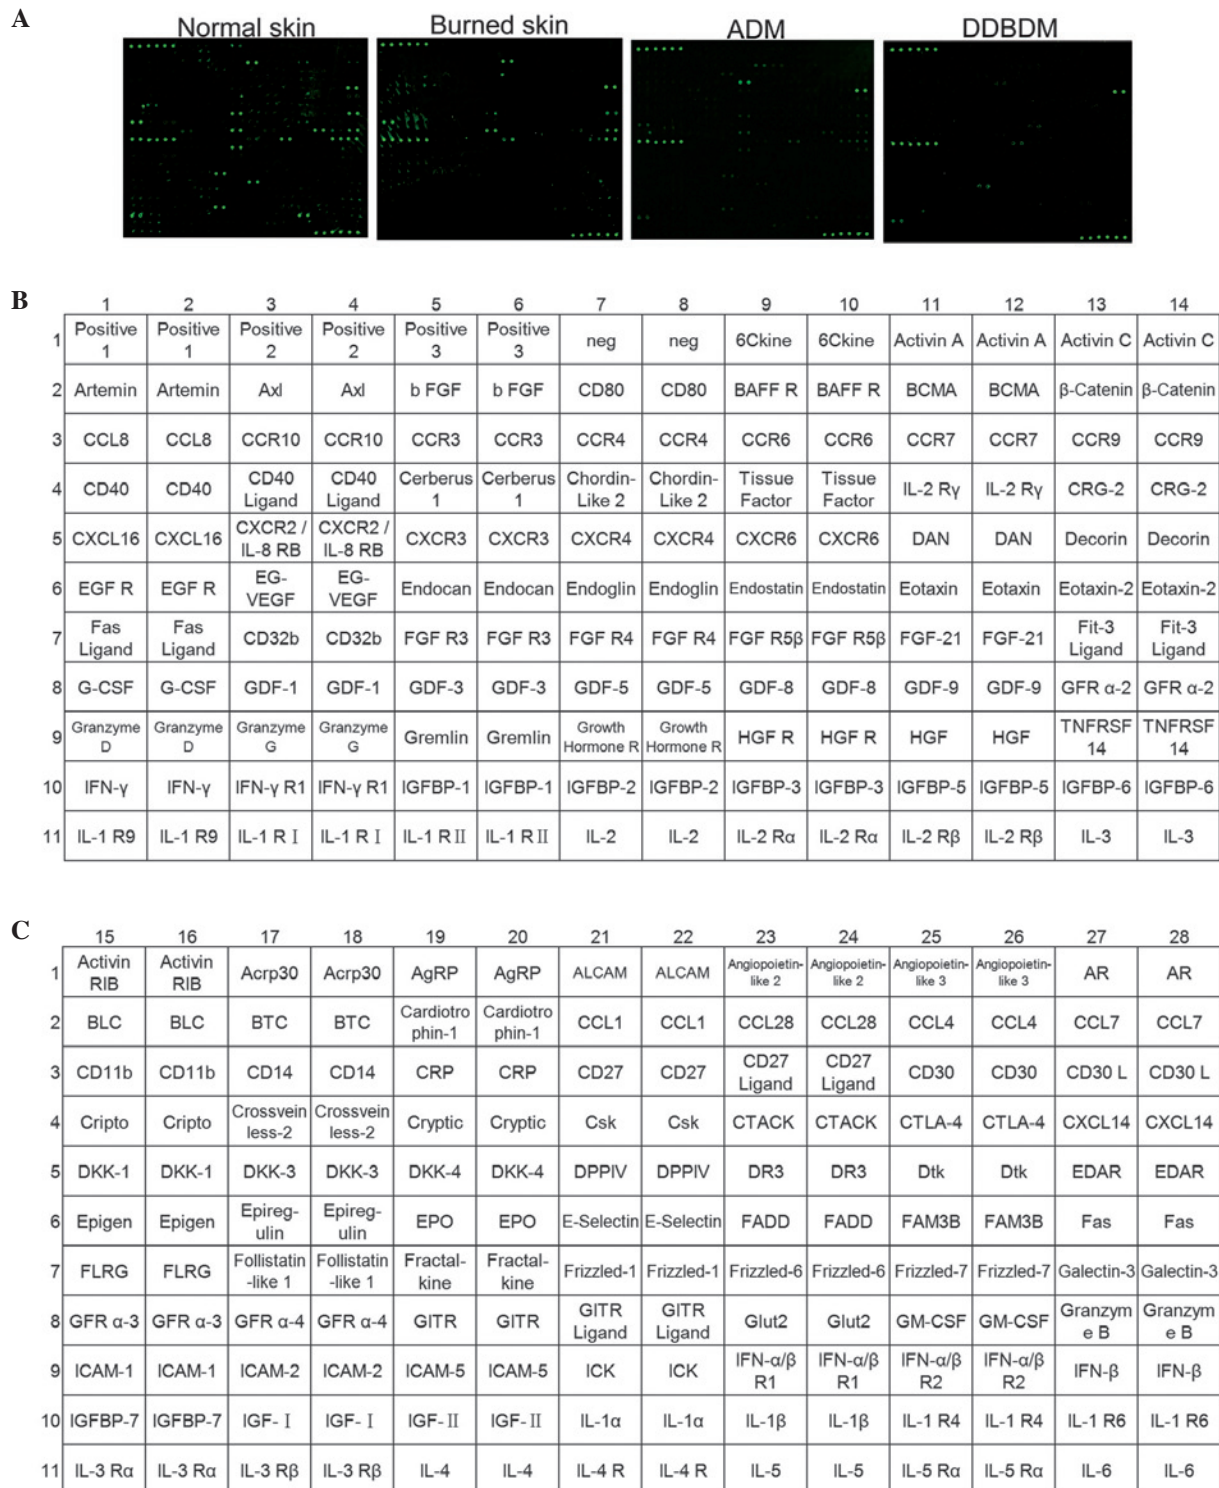 A
Normal skin Burned skin ADM DDBDM
B
1 2 3 4 5 6 7 8 9 10 11 12 13 14
1 Positive 1 Positive 1 Positive 2 Positive 2 Positive 3 Positive 3 neg neg 6Ckine 6Ckine Activin A Activin A Activin C Activin C
2 Artemin Artemin Axl Axl b FGF b FGF CD80 CD80 BAFF R BAFF R BCMA BCMA β-Catenin β-Catenin
3 CCL8 CCL8 CCR10 CCR10 CCR3 CCR3 CCR4 CCR4 CCR6 CCR6 CCR7 CCR7 CCR9 CCR9
4 CD40 CD40 CD40 Ligand CD40 Ligand Cerberus 1 Cerberus 1 Chordin-Like 2 Chordin-Like 2 Tissue Factor Tissue Factor IL-2 Rγ IL-2 Rγ CRG-2 CRG-2
5 CXCL16 CXCL16 CXCR2 / IL-8 RB CXCR2 / IL-8 RB CXCR3 CXCR3 CXCR4 CXCR4 CXCR6 CXCR6 DAN DAN Decorin Decorin
6 EGF R EGF R EG-VEGF EG-VEGF Endocan Endocan Endoglin Endoglin Endostatin Endostatin Eotaxin Eotaxin Eotaxin-2 Eotaxin-2
7 Fas Ligand Fas Ligand CD32b CD32b FGF R3 FGF R3 FGF R4 FGF R4 FGF R5β FGF R5β FGF-21 FGF-21 Fit-3 Ligand Fit-3 Ligand
8 G-CSF G-CSF GDF-1 GDF-1 GDF-3 GDF-3 GDF-5 GDF-5 GDF-8 GDF-8 GDF-9 GDF-9 GFR α-2 GFR α-2
9 Granzyme D Granzyme D Granzyme G Granzyme G Gremlin Gremlin Growth Hormone R Growth Hormone R HGF R HGF R HGF HGF TNFRSF 14 TNFRSF 14
10 IFN-γ IFN-γ IFN-γ R1 IFN-γ R1 IGFBP-1 IGFBP-1 IGFBP-2 IGFBP-2 IGFBP-3 IGFBP-3 IGFBP-5 IGFBP-5 IGFBP-6 IGFBP-6
11 IL-1 R9 IL-1 R9 IL-1 R Ⅰ IL-1 R Ⅰ IL-1 R Ⅱ IL-1 R Ⅱ IL-2 IL-2 IL-2 Rα IL-2 Rα IL-2 Rβ IL-2 Rβ IL-3 IL-3
C
15 16 17 18 19 20 21 22 23 24 25 26 27 28
1 Activin RIB Activin RIB Acrp30 Acrp30 AgRP AgRP ALCAM ALCAM Angiopoietin-like 2 Angiopoietin-like 2 Angiopoietin-like 3 Angiopoietin-like 3 AR AR
2 BLC BLC BTC BTC Cardiotro phin-1 Cardiotro phin-1 CCL1 CCL1 CCL28 CCL28 CCL4 CCL4 CCL7 CCL7
3 CD11b CD11b CD14 CD14 CRP CRP CD27 CD27 CD27 Ligand CD27 Ligand CD30 CD30 CD30 L CD30 L
4 Cripto Cripto Crossvein less-2 Crossvein less-2 Cryptic Cryptic Csk Csk CTACK CTACK CTLA-4 CTLA-4 CXCL14 CXCL14
5 DKK-1 DKK-1 DKK-3 DKK-3 DKK-4 DKK-4 DPPIV DPPIV DR3 DR3 Dtk Dtk EDAR EDAR
6 Epigen Epigen Epireg-ulin Epireg-ulin EPO EPO E-Selectin E-Selectin FADD FADD FAM3B FAM3B Fas Fas
7 FLRG FLRG Follistatin -like 1 Follistatin -like 1 Fractal-kine Fractal-kine Frizzled-1 Frizzled-1 Frizzled-6 Frizzled-6 Frizzled-7 Frizzled-7 Galectin-3 Galectin-3
8 GFR α-3 GFR α-3 GFR α-4 GFR α-4 GITR GITR GITR Ligand GITR Ligand Glut2 Glut2 GM-CSF GM-CSF Granzym e B Granzym e B
9 ICAM-1 ICAM-1 ICAM-2 ICAM-2 ICAM-5 ICAM-5 ICK ICK IFN-α/β R1 IFN-α/β R1 IFN-α/β R2 IFN-α/β R2 IFN-β IFN-β
10 IGFBP-7 IGFBP-7 IGF-Ⅰ IGF-Ⅰ IGF-Ⅱ IGF-Ⅱ IL-1α IL-1α IL-1β IL-1β IL-1 R4 IL-1 R4 IL-1 R6 IL-1 R6
11 IL-3 Rα IL-3 Rα IL-3 Rβ IL-3 Rβ IL-4 IL-4 IL-4 R IL-4 R IL-5 IL-5 IL-5 Rα IL-5 Rα IL-6 IL-6